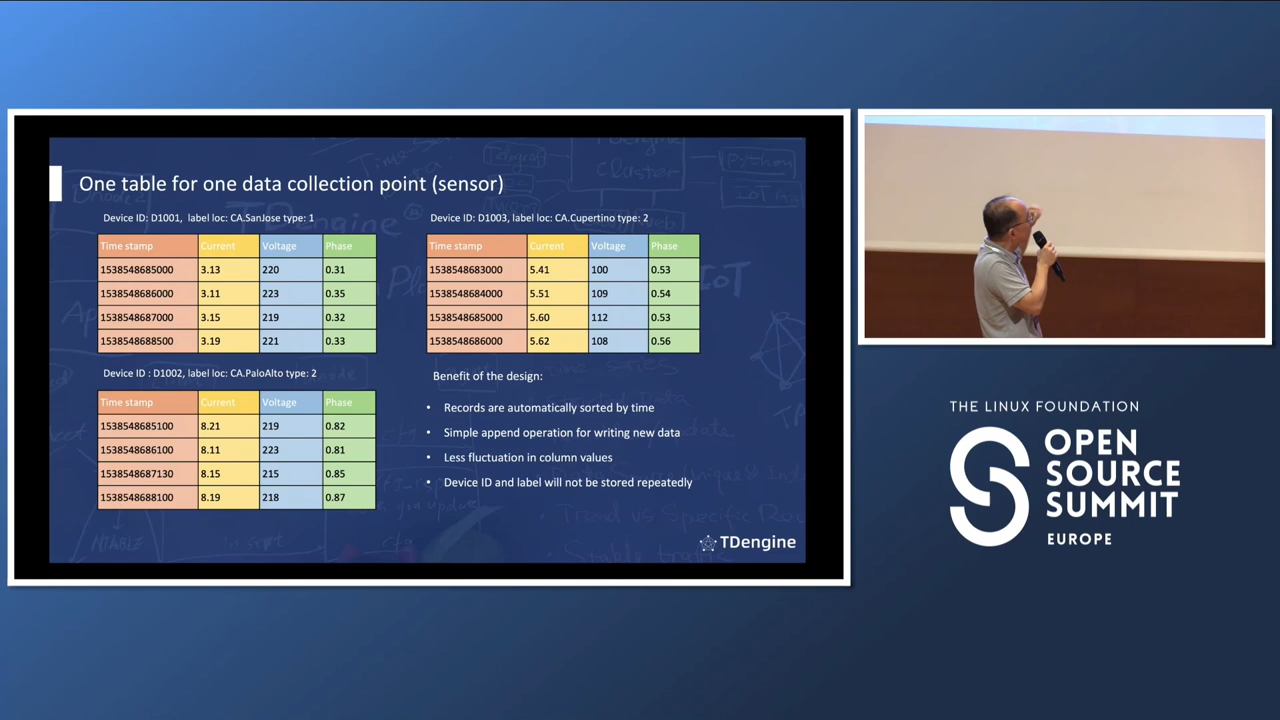 One table for one data collection point (sensor)
Device ID: D1001, label loc: CA.SanJose type: 1
Time stamp Current Voltage Phase
1538548685000 3.13 220 0.31
1538548686000 3.11 223 0.35
1538548687000 3.15 219 0.32
1538548688500 3.19 221 0.33
Device ID : D1002, label loc: CA.PaloAlto type: 2
Time stamp Current Voltage Phase
1538548685100 8.21 219 0.82
1538548686100 8.11 223 0.81
1538548687130 8.15 215 0.85
1538548688100 8.19 218 0.87
Device ID: D1003, label loc: CA.Cupertino type: 2
Time stamp Current Voltage Phase
1538548683000 5.41 100 0.53
1538548684000 5.51 109 0.54
1538548685000 5.60 112 0.53
1538548686000 5.62 108 0.56
Benefit of the design:
• Records are automatically sorted by time
• Simple append operation for writing new data
• Less fluctuation in column values
• Device ID and label will not be stored repeatedly
TDengine
THE LINUX FOUNDATION
OPEN
SOURCE
SUMMIT
EUROPE